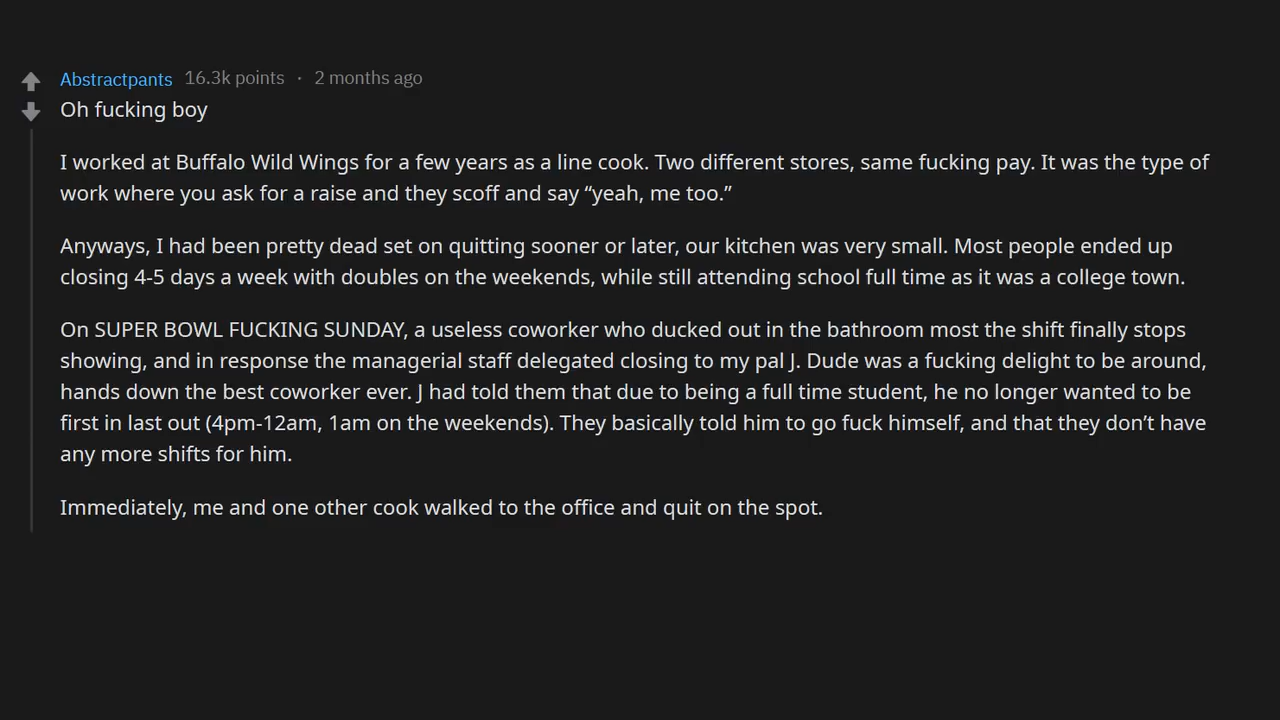 Abstractpants 16.3k points · 2 months ago
Oh fucking boy
I worked at Buffalo Wild Wings for a few years as a line cook. Two different stores, same fucking pay. It was the type of
work where you ask for a raise and they scoff and say “yeah, me too.”
Anyways, I had been pretty dead set on quitting sooner or later, our kitchen was very small. Most people ended up
closing 4-5 days a week with doubles on the weekends, while still attending school full time as it was a college town.
On SUPER BOWL FUCKING SUNDAY, a useless coworker who ducked out in the bathroom most the shift finally stops
showing, and in response the managerial staff delegated closing to my pal J. Dude was a fucking delight to be around,
hands down the best coworker ever. J had told them that due to being a full time student, he no longer wanted to be
first in last out (4pm-12am, 1am on the weekends). They basically told him to go fuck himself, and that they don’t have
any more shifts for him.
Immediately, me and one other cook walked to the office and quit on the spot.